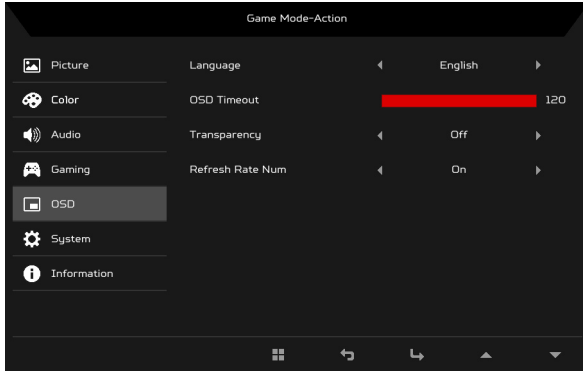 Game Mode-Action
Picture
Color
Audio
Gaming
OSD
System
Information
Language English
OSD Timeout 120
Transparency Off
Refresh Rate Num On